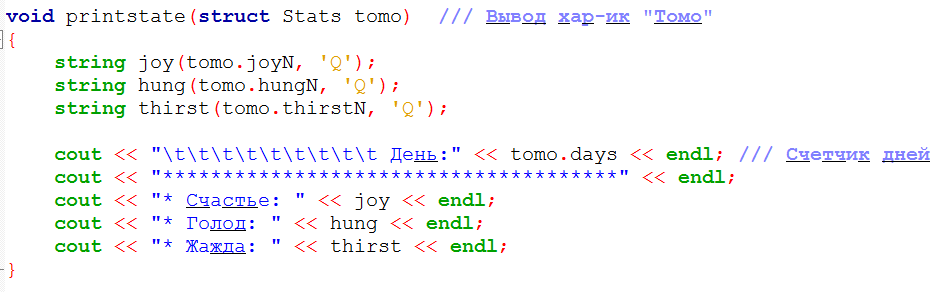 void printstate(struct Stats tomo)  /// Вывод хар-ик "Томо"
{
    string joy(tomo.joyN, 'Q');
    string hung(tomo.hungN, 'Q');
    string thirst(tomo.thirstN, 'Q');
    cout << "\t\t\t\t\t\t\t\t\t День:" << tomo.days << endl; /// Счетчик дней
    cout << "**************************************" << endl;
    cout << "* Счастье: " << joy << endl;
    cout << "* Голод: " << hung << endl;
    cout << "* Жажда: " << thirst << endl;
}